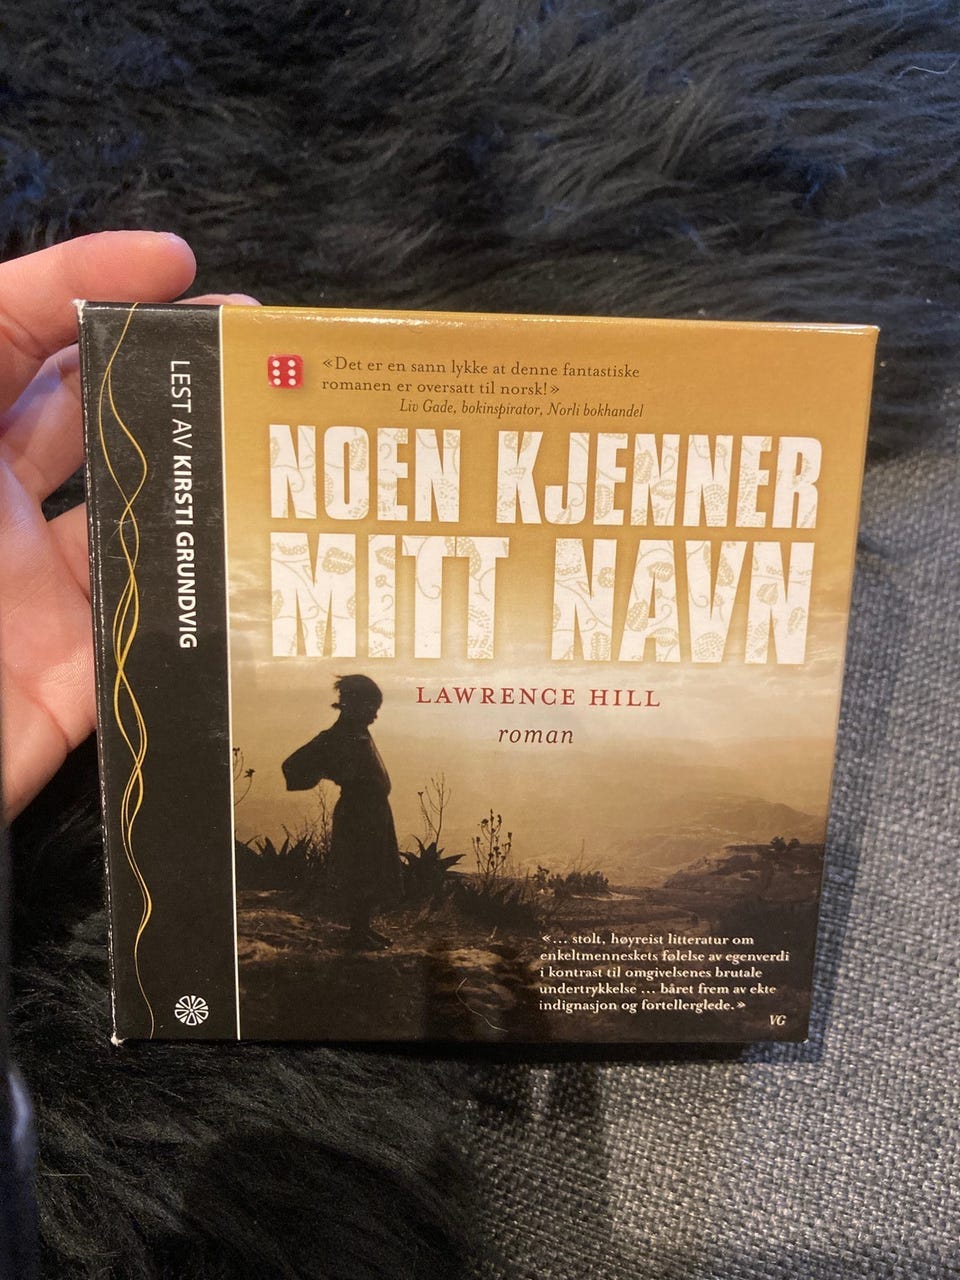 LEST AV KIRSTI GRUNDVIG
«Det er en sann lykke at denne fantastiske
romanen er oversatt til norsk!»
Liv Gade, bokinspirator, Norli bokhandel
NOEN KJENNER
MITT NAVN
LAWRENCE HILL
roman
«... stolt, høyreist litteratur om
enkeltmenneskets følelse av egenverdi
i kontrast til omgivelsenes brutale
undertrykkelse ... båret frem av ekte
indignasjon og fortellerglede.»
VG